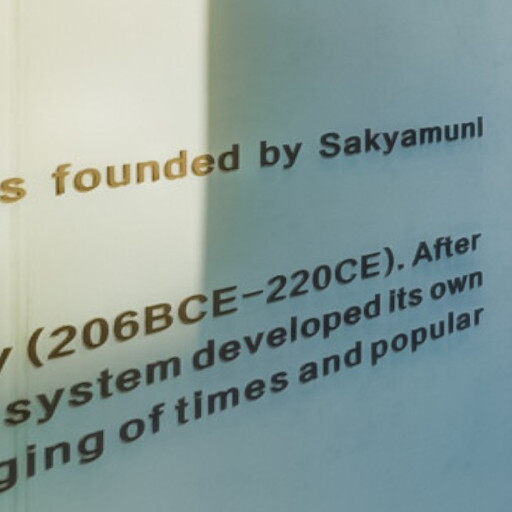 s founded by Sakyamuni
y (206BCE-220CE). After
system developed its own
ging of times and popular